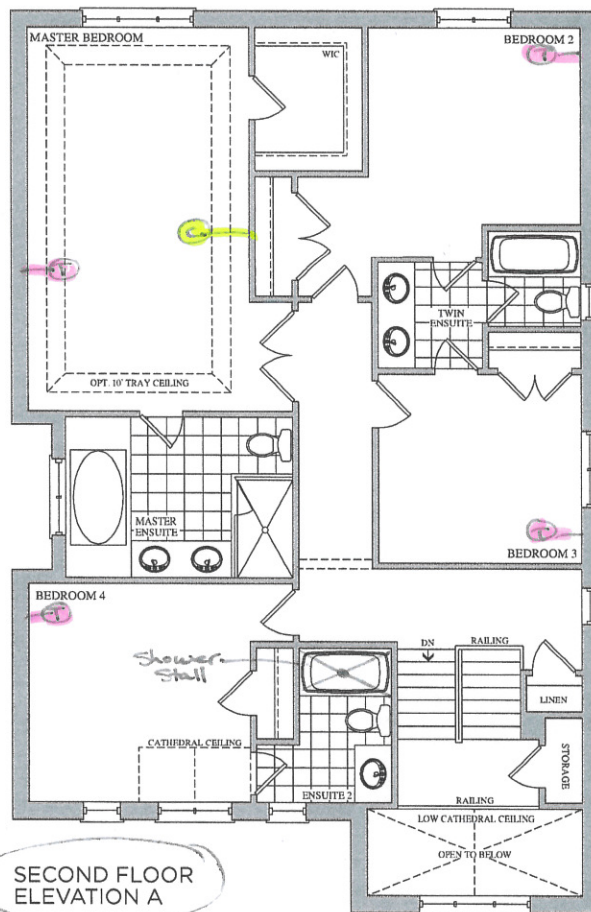 MASTER BEDROOM
WIC
BEDROOM 2
T
C
T
TWIN
ENSUITE
OPT. 10' TRAY CEILING
MASTER
ENSUITE
T
BEDROOM 3
BEDROOM 4
T
Shower
Stall
DN
RAILING
LINEN
CATHEDRAL CEILING
STORAGE
ENSUITE 2
RAILING
LOW CATHEDRAL CEILING
OPEN TO BELOW
SECOND FLOOR
ELEVATION A